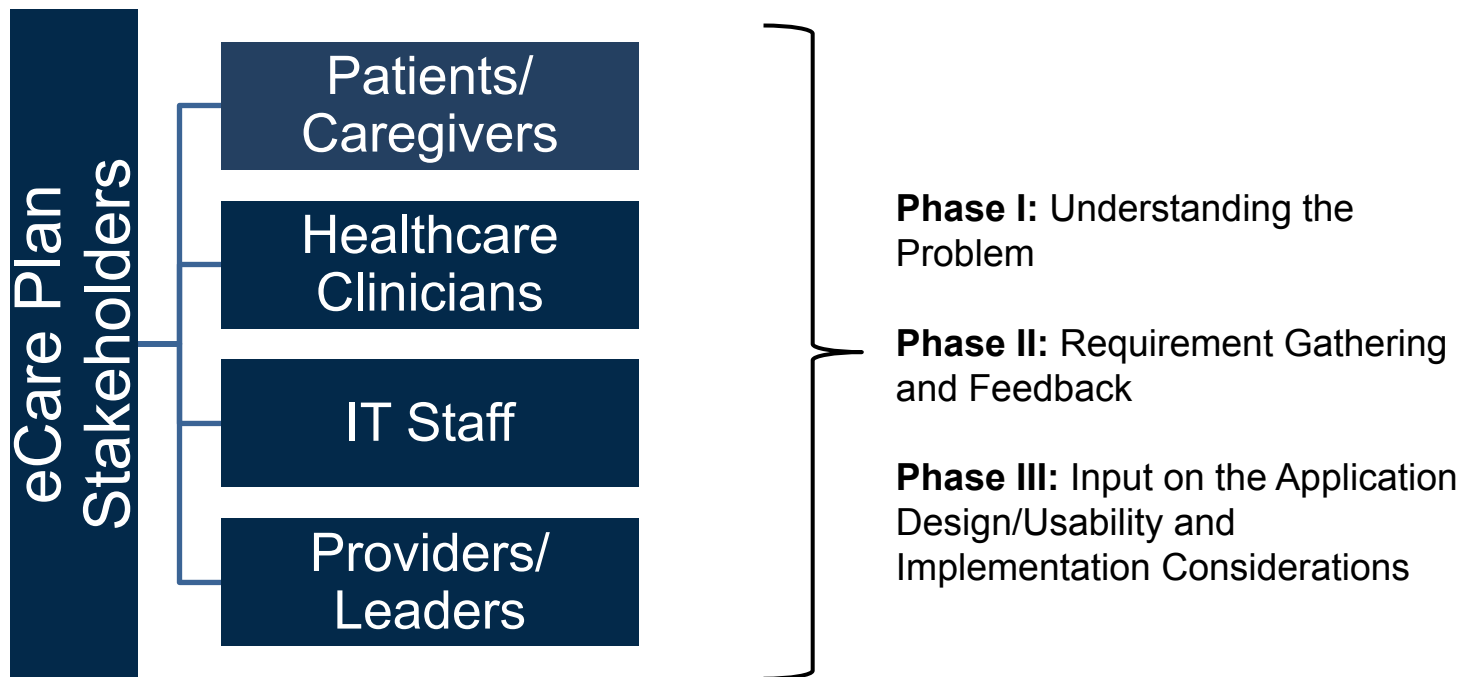 eCare Plan
Stakeholders
Patients/
Caregivers
Healthcare
Clinicians
IT Staff
Providers/
Leaders
Phase I: Understanding the
Problem
Phase II: Requirement Gathering
and Feedback
Phase III: Input on the Application
Design/Usability and
Implementation Considerations